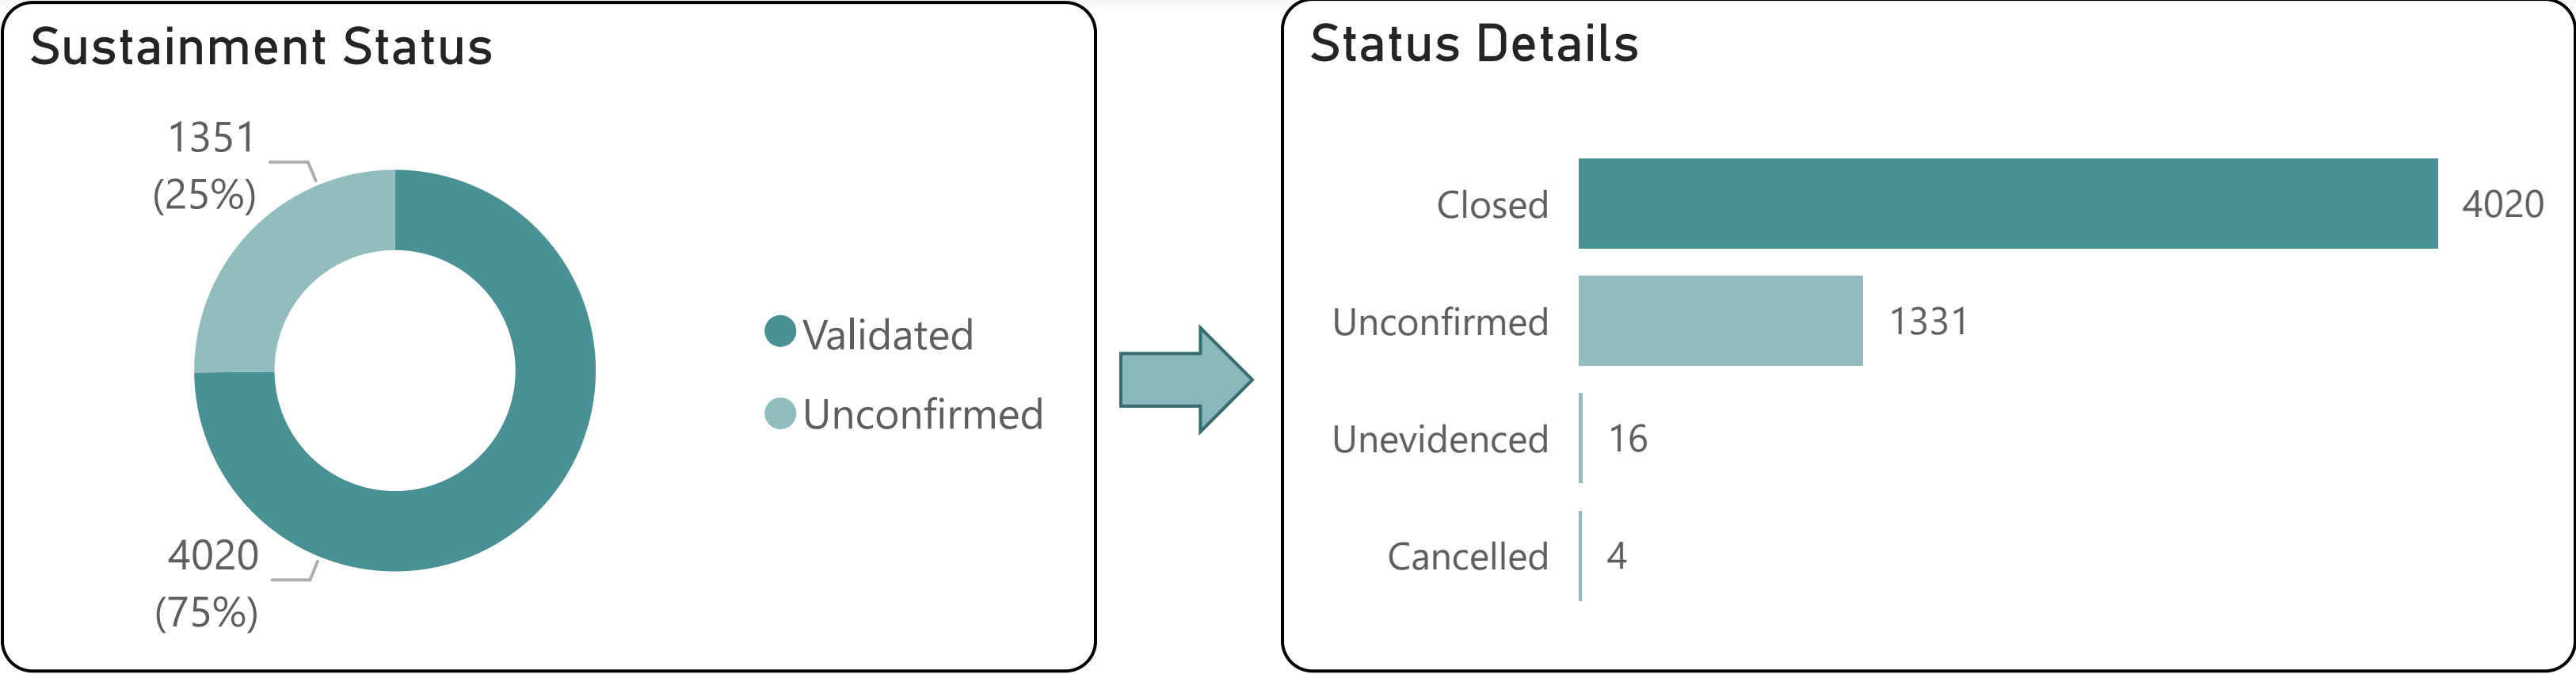 Sustainment Status
1351
(25%)
4020
(75%)
Validated
Unconfirmed
Status Details
Closed 4020
Unconfirmed 1331
Unevidenced 16
Cancelled 4